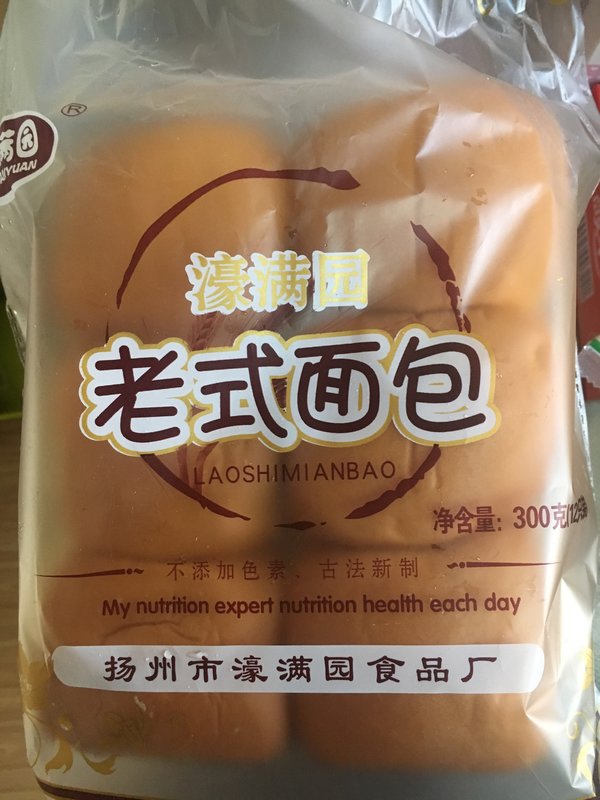 满园
®
濠满园
老式面包
LAOSHIMIANBAO
净含量: 300克
不添加色素、古法新制
My nutrition expert nutrition health each day
扬州市濠满园食品厂